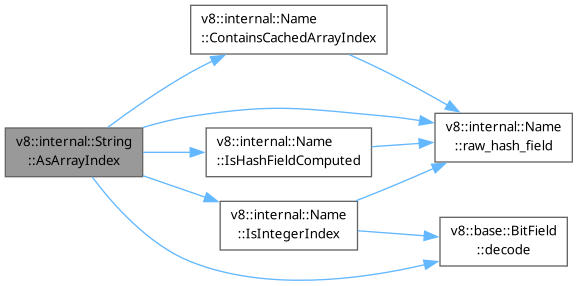 v8::internal::Name
::ContainsCachedArrayIndex
v8::internal::String
::AsArrayIndex
v8::internal::Name
::raw_hash_field
v8::internal::Name
::IsHashFieldComputed
v8::internal::Name
::IsIntegerIndex
v8::base::BitField
::decode